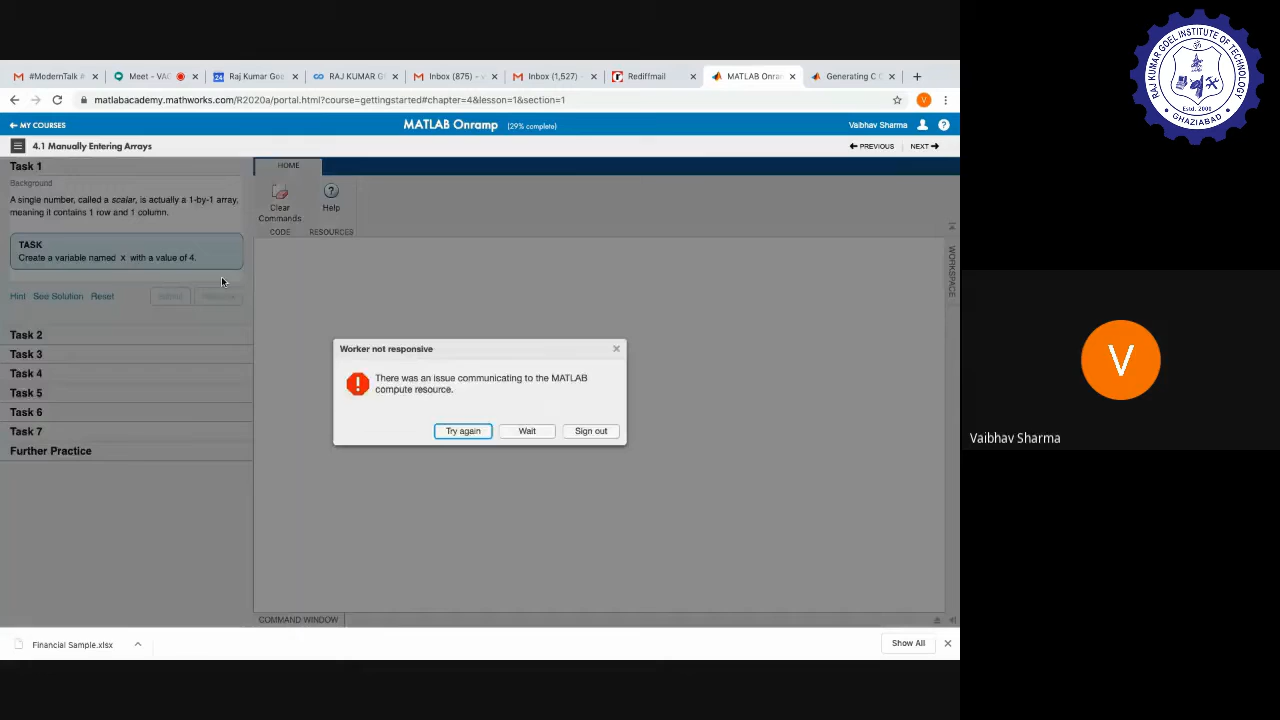 #ModernTalk
Meet - VAC
Raj Kumar Goe
RAJ KUMAR G
Inbox (875) - v
Inbox (1,527) -
Rediffmail
MATLAB Onra
Generating C C
matlabacademy.mathworks.com/R2020a/portal.html?course=gettingstarted#chapter=4&lesson=1&section=1
V
MY COURSES
MATLAB Onramp (29% complete)
Vaibhav Sharma
4.1 Manually Entering Arrays
PREVIOUS
NEXT
Task 1
Background
A single number, called a scalar, is actually a 1-by-1 array,
meaning it contains 1 row and 1 column.
TASK
Create a variable named x with a value of 4.
Hint See Solution Reset
Task 2
Task 3
Task 4
Task 5
Task 6
Task 7
Further Practice
HOME
Clear
Commands
Help
CODE
RESOURCES
WORKSPACE
Worker not responsive
There was an issue communicating to the MATLAB
compute resource.
Try again
Wait
Sign out
COMMAND WINDOW
Financial Sample.xlsx
Show All
RAJ KUMAR GOEL INSTITUTE OF TECHNOLOGY
Estd. 2000
GHAZIABAD
V
Vaibhav Sharma